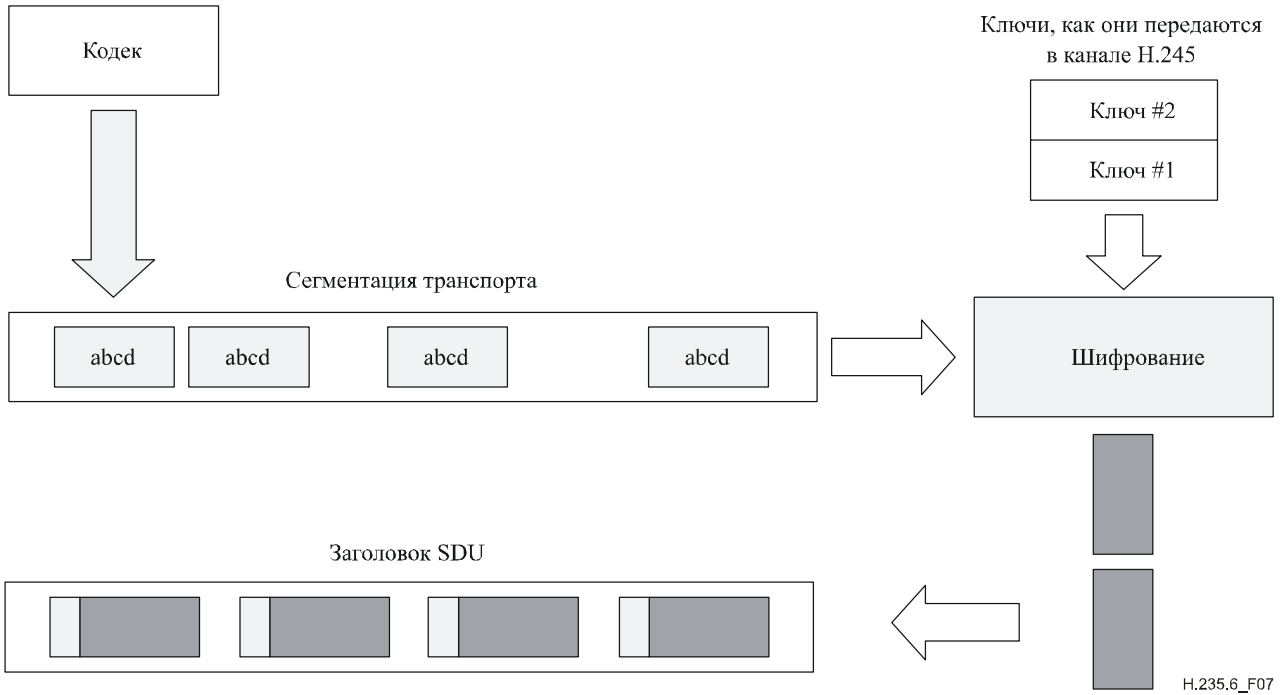 Кодек
Ключи, как они передаются
в канале H.245
Ключ #2
Ключ #1
Сегментация транспорта
abcd
abcd
abcd
abcd
Шифрование
Заголовок SDU
H.235.6_F07